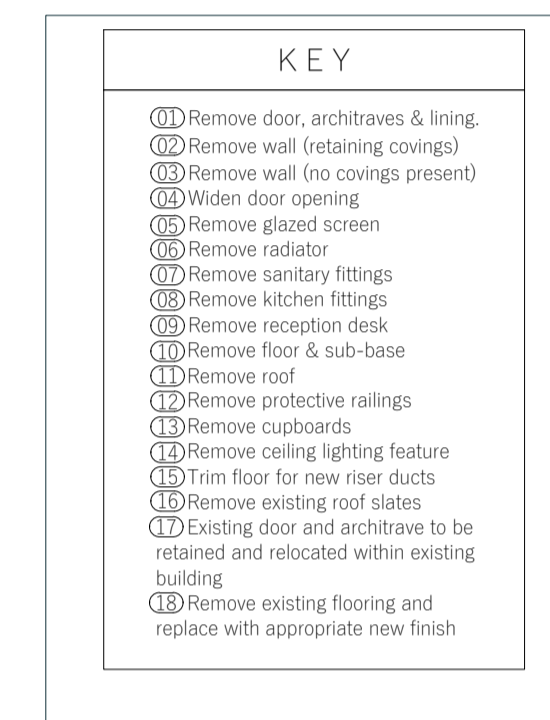 KEY
01 Remove door, architraves & lining.
02 Remove wall (retaining covings)
03 Remove wall (no covings present)
04 Widen door opening
05 Remove glazed screen
06 Remove radiator
07 Remove sanitary fittings
08 Remove kitchen fittings
09 Remove reception desk
10 Remove floor & sub-base
11 Remove roof
12 Remove protective railings
13 Remove cupboards
14 Remove ceiling lighting feature
15 Trim floor for new riser ducts
16 Remove existing roof slates
17 Existing door and architrave to be
retained and relocated within existing
building
18 Remove existing flooring and
replace with appropriate new finish